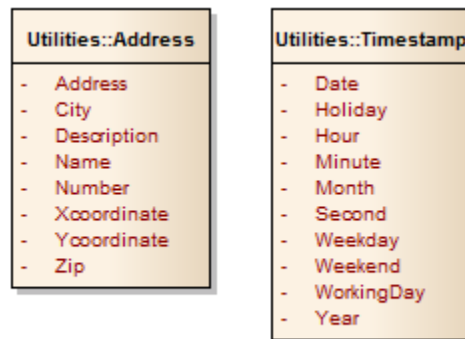 Utilities::Address
- Address
- City
- Description
- Name
- Number
- Xcoordinate
- Ycoordinate
- Zip
Utilities::Timestamp
- Date
- Holiday
- Hour
- Minute
- Month
- Second
- Weekday
- Weekend
- WorkingDay
- Year